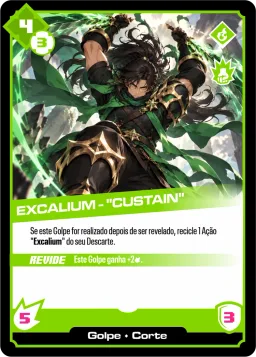 4
3
EXCALIUM - "CUSTAIN"
Se este Golpe for realizado depois de ser revelado, recicle 1 Ação
"Excalium" do seu Descarte.
REVIDE Este Golpe ganha +2.
5
3
Golpe • Corte